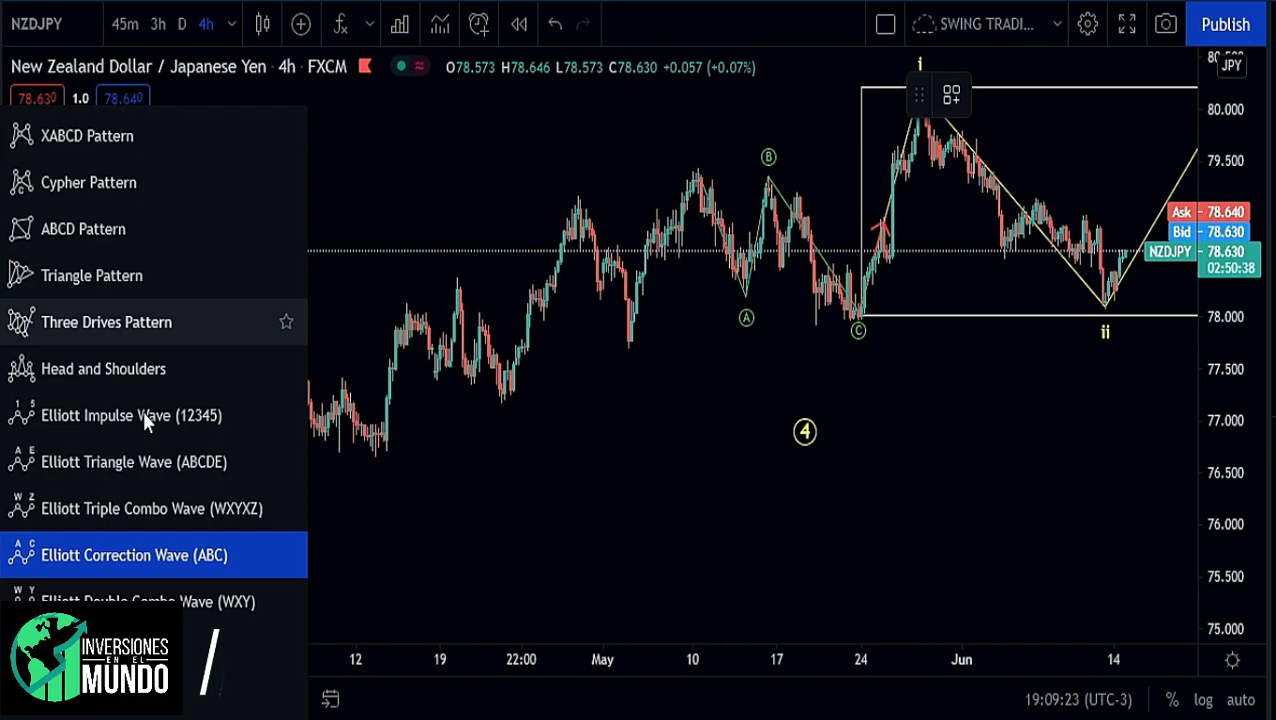 NZDJPY 45m 3h D 4h SWING TRADI... Publish
New Zealand Dollar / Japanese Yen · 4h · FXCM O78.573 H78.646 L78.573 C78.630 +0.057 (+0.07%)
78.630 1.0 78.640
JPY
XABCD Pattern
Cypher Pattern
ABCD Pattern
Triangle Pattern
Three Drives Pattern
Head and Shoulders
1 5 Elliott Impulse Wave (12345)
A E Elliott Triangle Wave (ABCDE)
W Z Elliott Triple Combo Wave (WXYXZ)
A C Elliott Correction Wave (ABC)
W Y Elliott Double Combo Wave (WXY)
INVERSIONES
EN EL
MUNDO
/
i
B
A
C
ii
4
80.000
79.500
Ask 78.640
Bid 78.630
NZDJPY 78.630
02:50:38
78.000
77.500
77.000
76.500
76.000
75.500
75.000
12 19 22:00 May 10 17 24 Jun 14
19:09:23 (UTC-3) % log auto